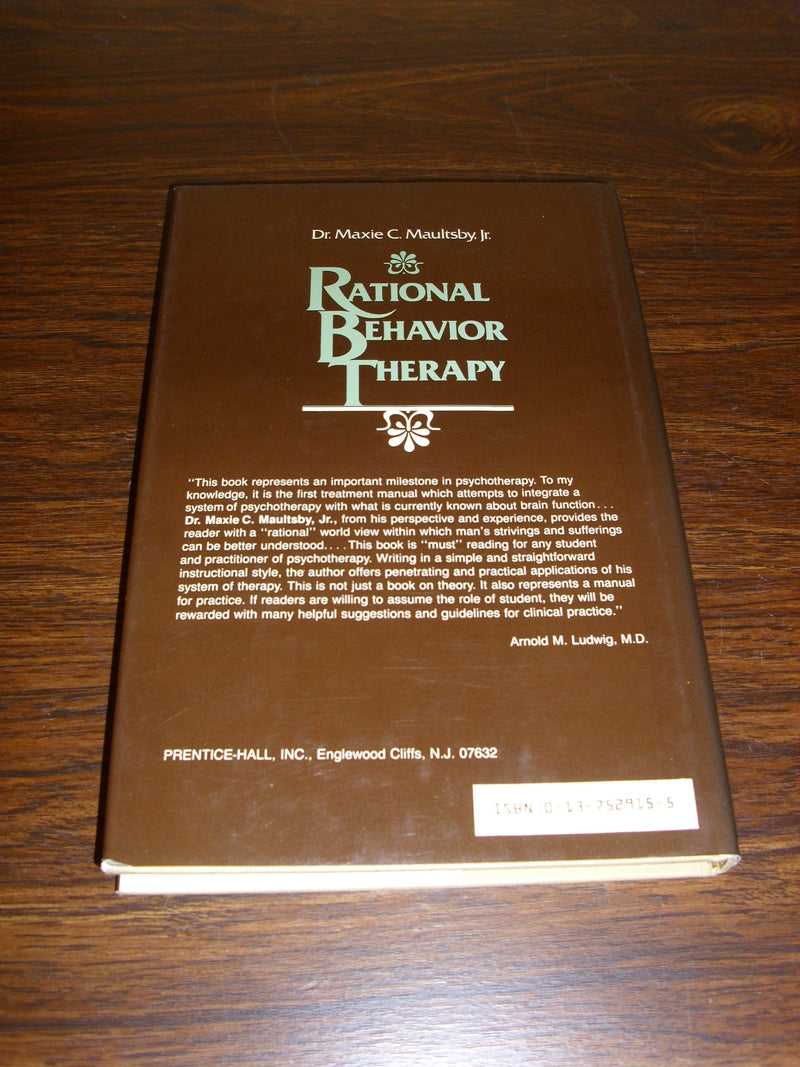 Dr. Maxie C. Maultsby, Jr.
RATIONAL
BEHAVIOR
THERAPY
"This book represents an important milestone in psychotherapy. To my
knowledge, it is the first treatment manual which attempts to integrate a
system of psychotherapy with what is currently known about brain function...
Dr. Maxie C. Maultsby, Jr., from his perspective and experience, provides the
reader with a "rational" world view within which man's strivings and sufferings
can be better understood.... This book is "must" reading for any student
and practitioner of psychotherapy. Writing in a simple and straightforward
instructional style, the author offers penetrating and practical applications of his
system of therapy. This is not just a book on theory. It also represents a manual
for practice. If readers are willing to assume the role of student, they will be
rewarded with many helpful suggestions and guidelines for clinical practice."
Arnold M. Ludwig, M.D.
PRENTICE-HALL, INC., Englewood Cliffs, N.J. 07632
ISBN 0-13-752915-5